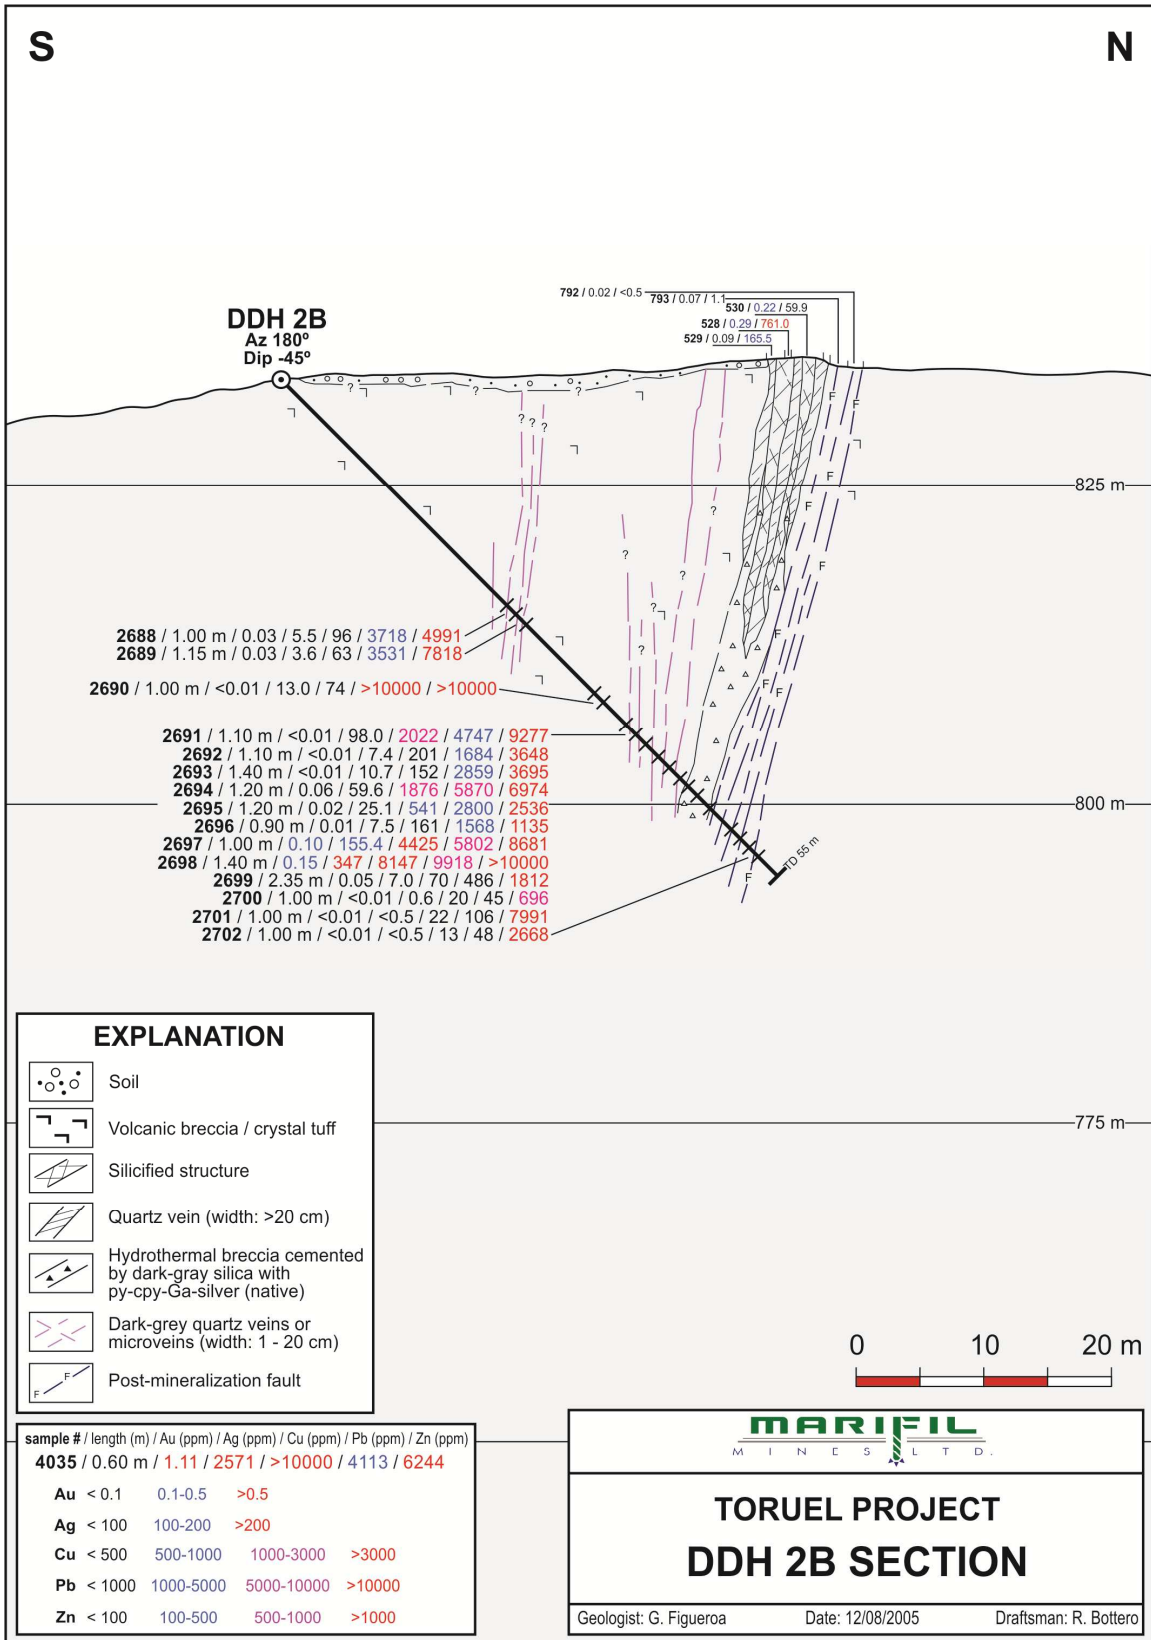 S
N
DDH 2B
Az 180º
Dip -45º
792 / 0.02 / <0.5
793 / 0.07 / 1.1
530 / 0.22 / 59.9
528 / 0.29 / 761.0
529 / 0.09 / 165.5
? ? ?
? ? ?
F
F
F
825 m
F
?
?
F
?
?
F
?
2688 / 1.00 m / 0.03 / 5.5 / 96 / 3718 / 4991
2689 / 1.15 m / 0.03 / 3.6 / 63 / 3531 / 7818
F
F
2690 / 1.00 m / <0.01 / 13.0 / 74 / >10000 / >10000
2691 / 1.10 m / <0.01 / 98.0 / 2022 / 4747 / 9277
2692 / 1.10 m / <0.01 / 7.4 / 201 / 1684 / 3648
2693 / 1.40 m / <0.01 / 10.7 / 152 / 2859 / 3695
2694 / 1.20 m / 0.06 / 59.6 / 1876 / 5870 / 6974
2695 / 1.20 m / 0.02 / 25.1 / 541 / 2800 / 2536
800 m
2696 / 0.90 m / 0.01 / 7.5 / 161 / 1568 / 1135
2697 / 1.00 m / 0.10 / 155.4 / 4425 / 5802 / 8681
2698 / 1.40 m / 0.15 / 347 / 8147 / 9918 / >10000
2699 / 2.35 m / 0.05 / 7.0 / 70 / 486 / 1812
2700 / 1.00 m / <0.01 / 0.6 / 20 / 45 / 696
2701 / 1.00 m / <0.01 / <0.5 / 22 / 106 / 7991
2702 / 1.00 m / <0.01 / <0.5 / 13 / 48 / 2668
TD 55 m
F
775 m
EXPLANATION
Soil
Volcanic breccia / crystal tuff
Silicified structure
Quartz vein (width: >20 cm)
Hydrothermal breccia cemented
by dark-gray silica with
py-cpy-Ga-silver (native)
Dark-grey quartz veins or
microveins (width: 1 - 20 cm)
F F
Post-mineralization fault
0 10 20 m
sample # / length (m) / Au (ppm) / Ag (ppm) / Cu (ppm) / Pb (ppm) / Zn (ppm)
4035 / 0.60 m / 1.11 / 2571 / >10000 / 4113 / 6244
Au < 0.1 0.1-0.5 >0.5
Ag < 100 100-200 >200
Cu < 500 500-1000 1000-3000 >3000
Pb < 1000 1000-5000 5000-10000 >10000
Zn < 100 100-500 500-1000 >1000
MARIFIL
MINES LTD.
TORUEL PROJECT
DDH 2B SECTION
Geologist: G. Figueroa Date: 12/08/2005 Draftsman: R. Bottero